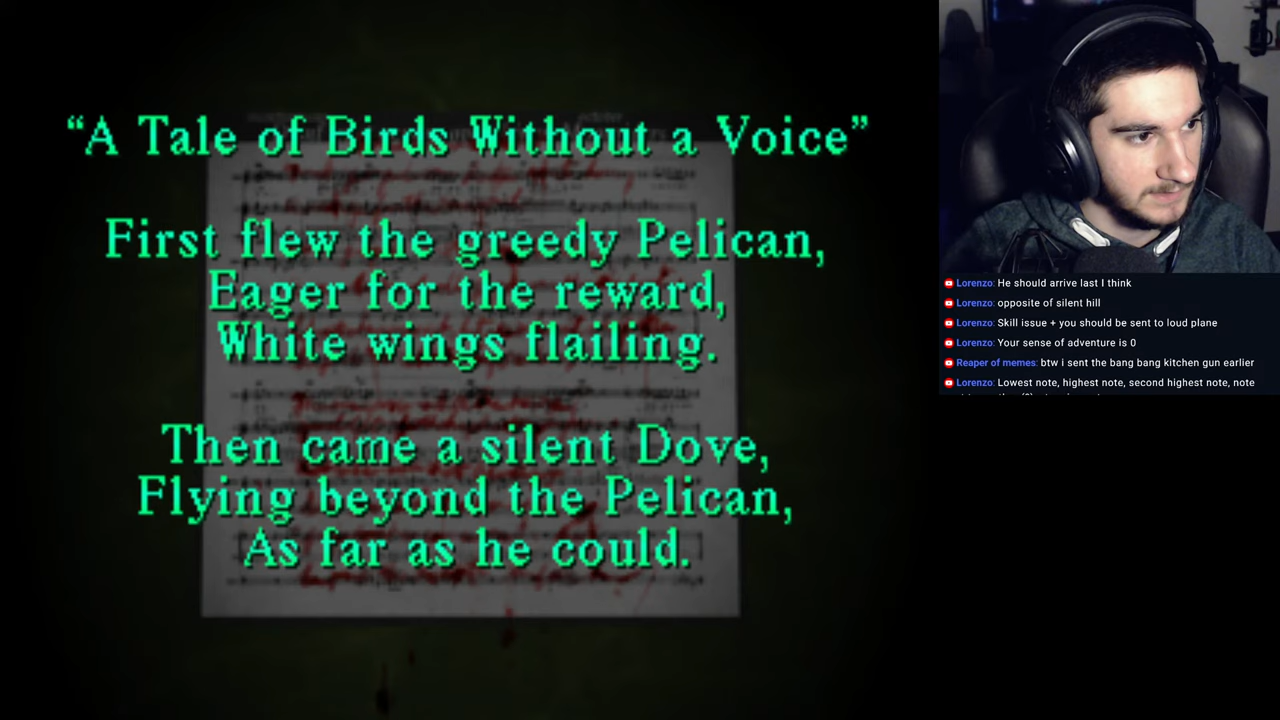 “A Tale of Birds Without a Voice”
First flew the greedy Pelican,
Eager for the reward,
White wings flailing.
Then came a silent Dove,
Flying beyond the Pelican,
As far as he could.
Lorenzo: He should arrive last I think
Lorenzo: opposite of silent hill
Lorenzo: Skill issue + you should be sent to loud plane
Lorenzo: Your sense of adventure is 0
Reaper of memes: btw i sent the bang bang kitchen gun earlier
Lorenzo: Lowest note, highest note, second highest note, note